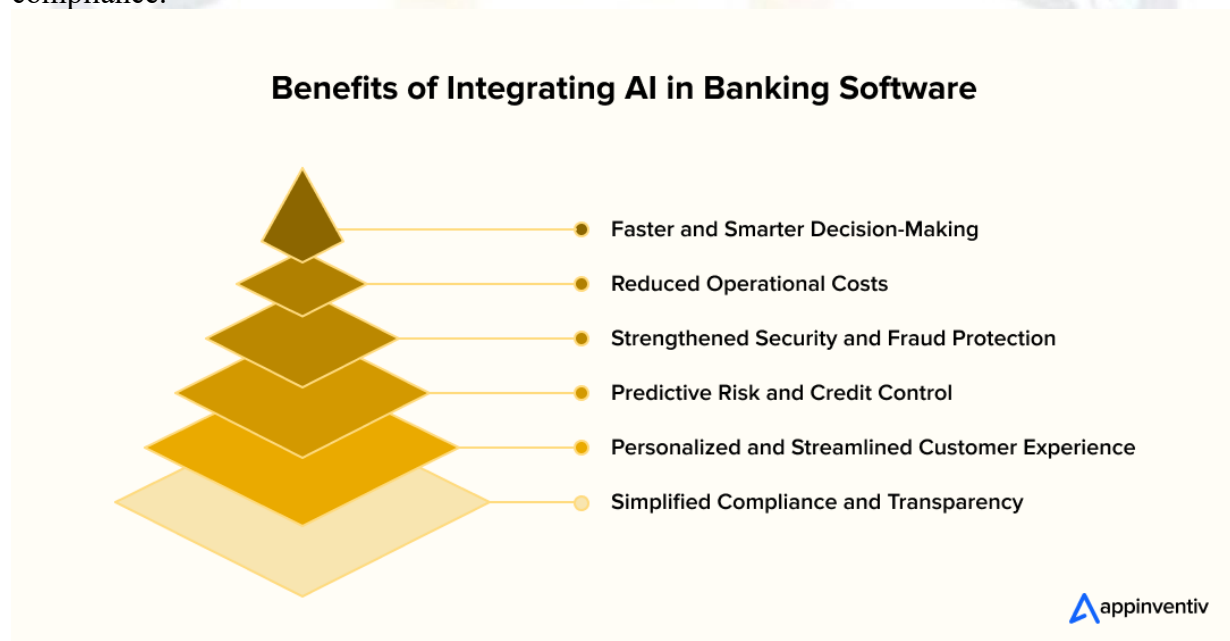 compliance.
Benefits of Integrating AI in Banking Software
Faster and Smarter Decision-Making
Reduced Operational Costs
Strengthened Security and Fraud Protection
Predictive Risk and Credit Control
Personalized and Streamlined Customer Experience
Simplified Compliance and Transparency
appinventiv